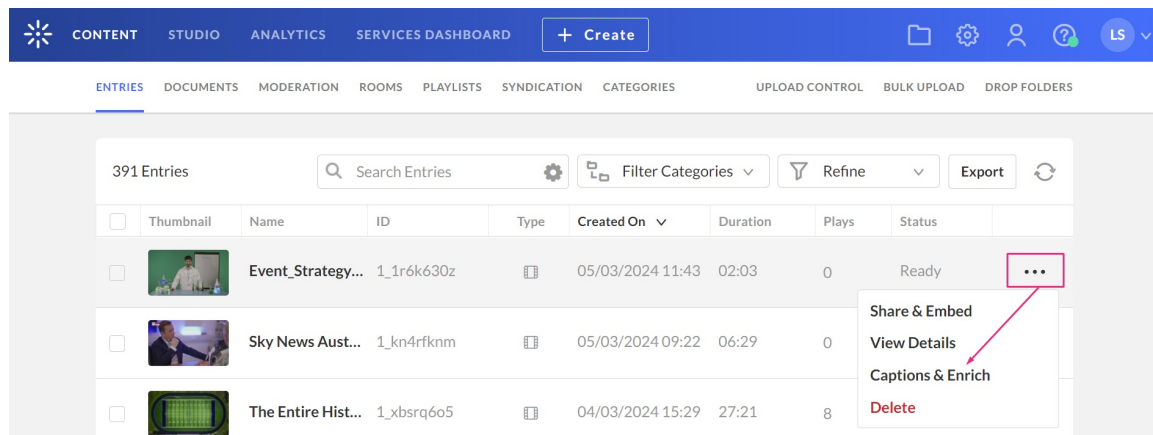 CONTENT STUDIO ANALYTICS SERVICES DASHBOARD + Create LS
ENTRIES DOCUMENTS MODERATION ROOMS PLAYLISTS SYNDICATION CATEGORIES UPLOAD CONTROL BULK UPLOAD DROP FOLDERS
391 Entries Search Entries Filter Categories Refine Export
Thumbnail Name ID Type Created On Duration Plays Status
Event_Strategy... 1_1r6k630z 05/03/2024 11:43 02:03 0 Ready •••
Share & Embed
Sky News Aust... 1_kn4rfknm 05/03/2024 09:22 06:29 0 View Details
Captions & Enrich
The Entire Hist... 1_xbsrq6o5 04/03/2024 15:29 27:21 8 Delete